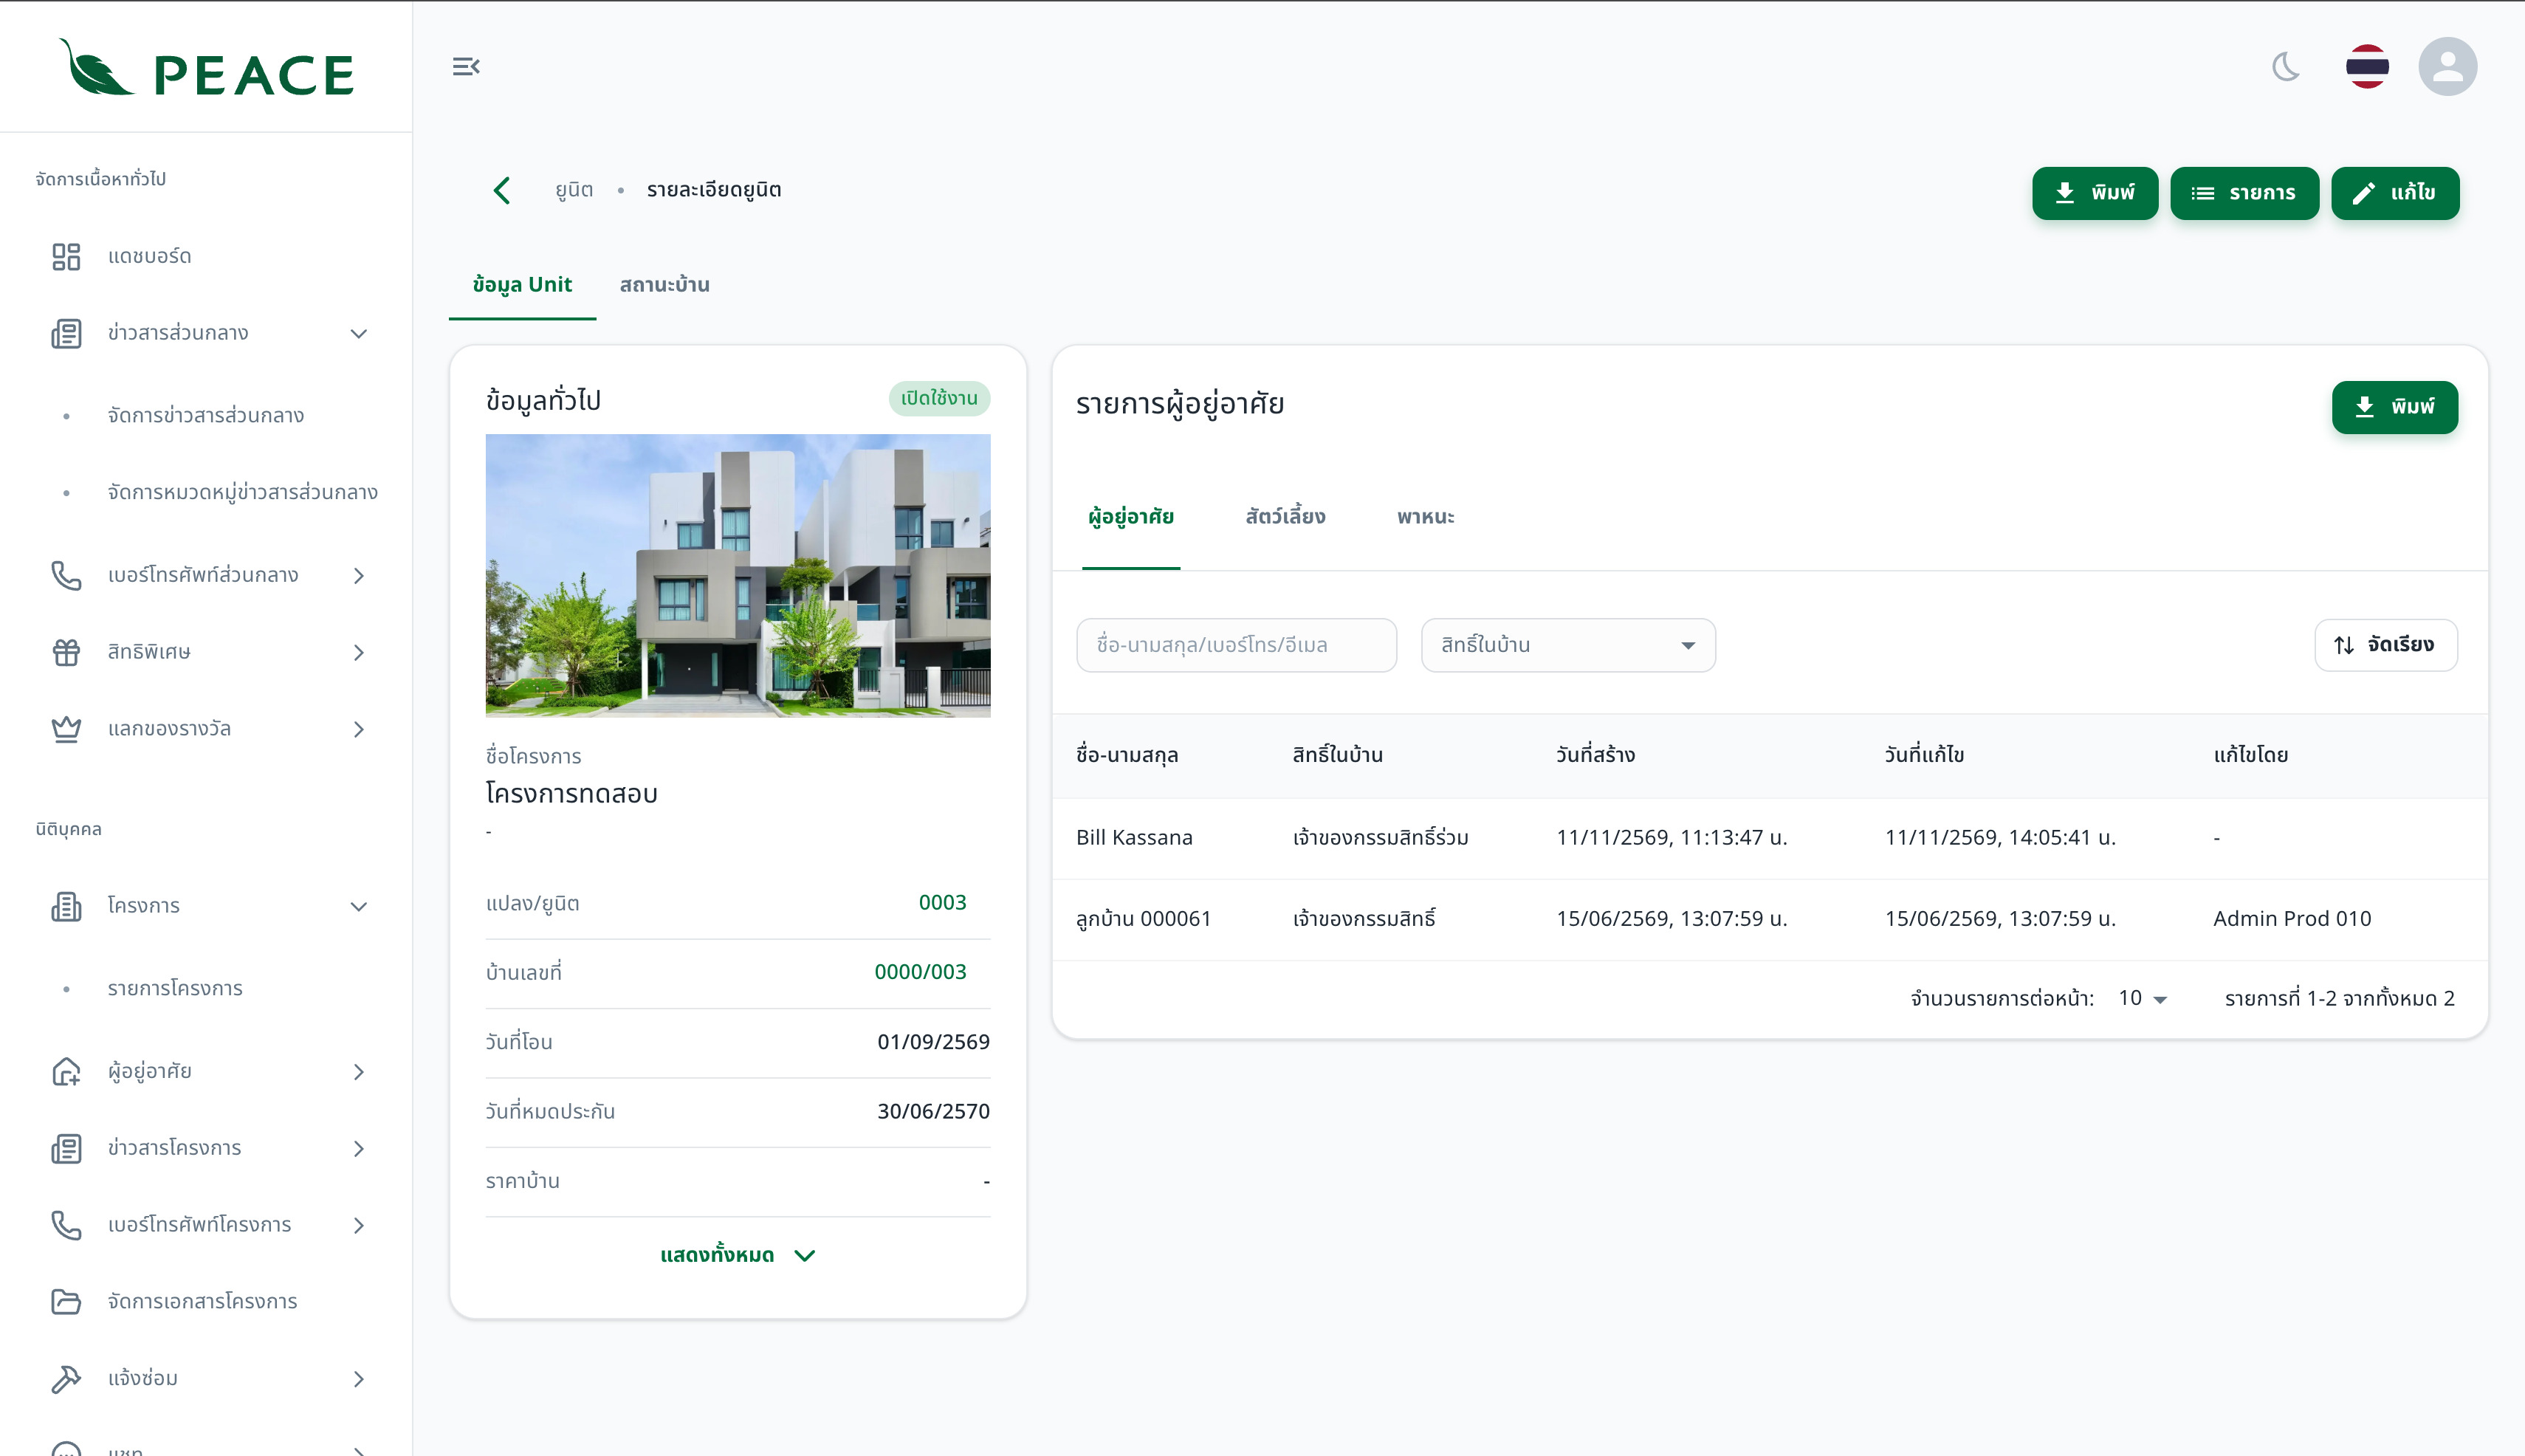 PEACE
จัดการเนื้อหาทั่วไป
แดชบอร์ด
ข่าวสารส่วนกลาง
จัดการข่าวสารส่วนกลาง
จัดการหมวดหมู่ข่าวสารส่วนกลาง
เบอร์โทรศัพท์ส่วนกลาง
สิทธิพิเศษ
แลกของรางวัล
นิติบุคคล
โครงการ
รายการโครงการ
ผู้อยู่อาศัย
ข่าวสารโครงการ
เบอร์โทรศัพท์โครงการ
จัดการเอกสารโครงการ
แจ้งซ่อม
ยูนิต • รายละเอียดยูนิต
พิมพ์ รายการ แก้ไข
ข้อมูล Unit สถานะบ้าน
ข้อมูลทั่วไป เปิดใช้งาน
ชื่อโครงการ
โครงการทดสอบ
-
แปลง/ยูนิต 0003
บ้านเลขที่ 0000/003
วันที่โอน 01/09/2569
วันที่หมดประกัน 30/06/2570
ราคาบ้าน -
แสดงทั้งหมด
รายการผู้อยู่อาศัย พิมพ์
ผู้อยู่อาศัย สัตว์เลี้ยง พาหนะ
ชื่อ-นามสกุล/เบอร์โทร/อีเมล สิทธิ์ในบ้าน จัดเรียง
ชื่อ-นามสกุล สิทธิ์ในบ้าน วันที่สร้าง วันที่แก้ไข แก้ไขโดย
Bill Kassana เจ้าของกรรมสิทธิ์ร่วม 11/11/2569, 11:13:47 น. 11/11/2569, 14:05:41 น. -
ลูกบ้าน 000061 เจ้าของกรรมสิทธิ์ 15/06/2569, 13:07:59 น. 15/06/2569, 13:07:59 น. Admin Prod 010
จำนวนรายการต่อหน้า: 10 รายการที่ 1-2 จากทั้งหมด 2